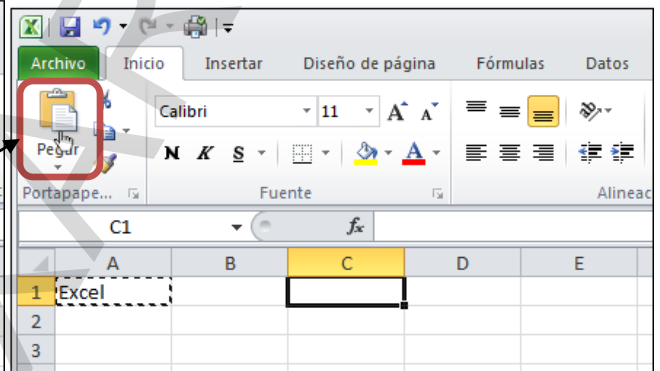 Archivo Inicio Insertar Diseño de página Fórmulas Datos
Calibri 11 A A
Pegar N K S A
Portapape... Fuente Alineac
C1 fx
A B C D E
1 Excel
2
3